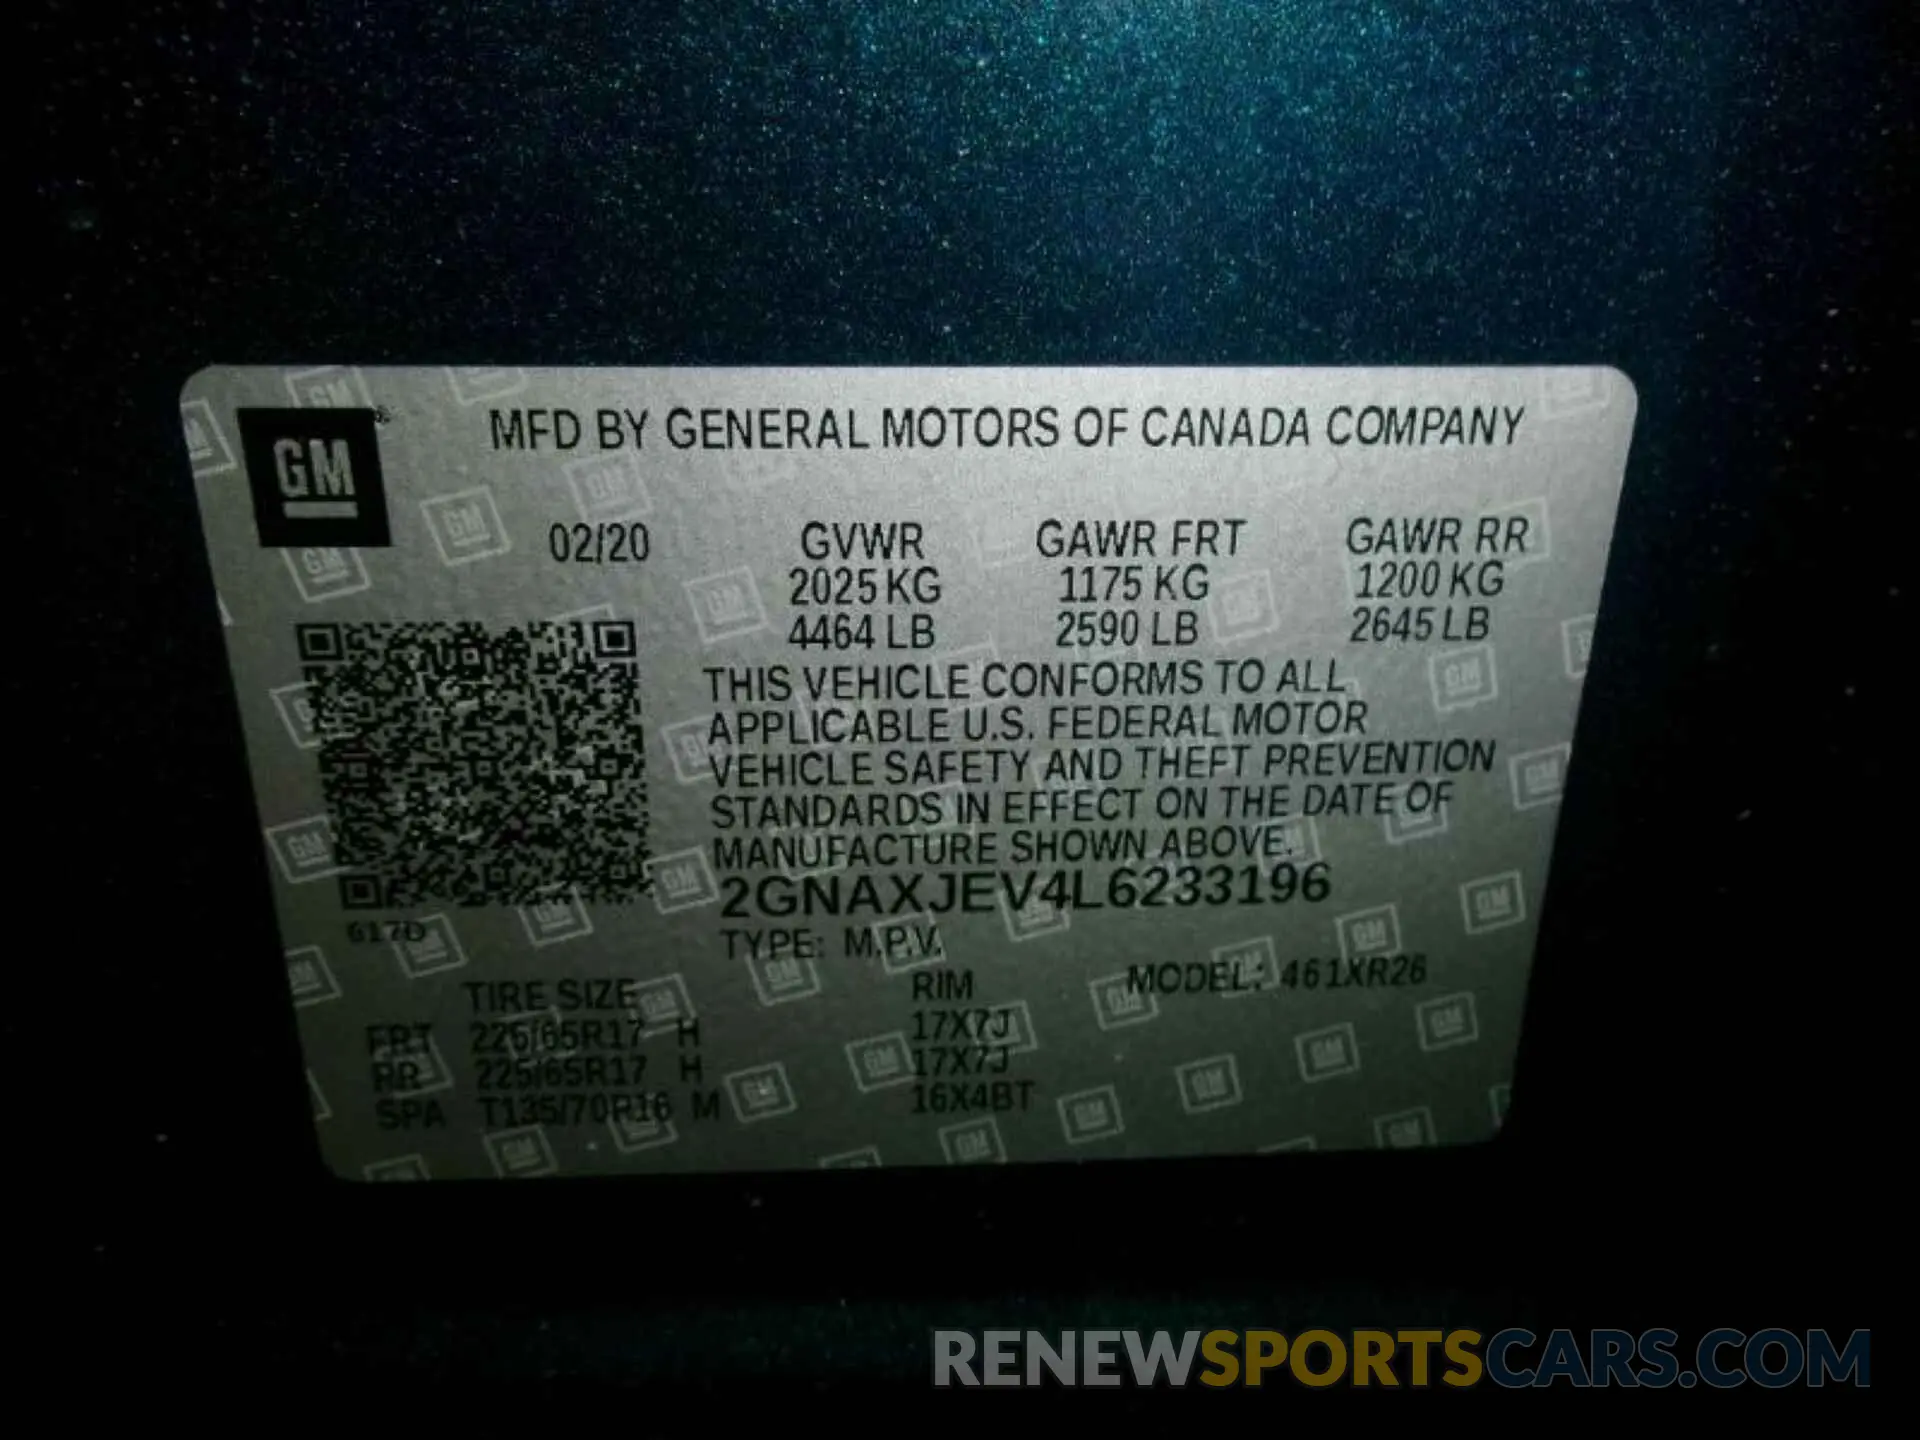 GM
MFD BY GENERAL MOTORS OF CANADA COMPANY
02/20 GVWR GAWR FRT GAWR RR
2025 KG 1175 KG 1200 KG
4464 LB 2590 LB 2645 LB
THIS VEHICLE CONFORMS TO ALL
APPLICABLE U.S. FEDERAL MOTOR
VEHICLE SAFETY AND THEFT PREVENTION
STANDARDS IN EFFECT ON THE DATE OF
MANUFACTURE SHOWN ABOVE.
2GNAXJEV4L6233196
617D
TYPE: M.P.V.
TIRE SIZE RIM MODEL: 461XR26
FRT 225/65R17 H 17X7J
RR 225/65R17 H 17X7J
SPA T135/70R16 M 16X4BT
RENEWSPORTSCARS.COM